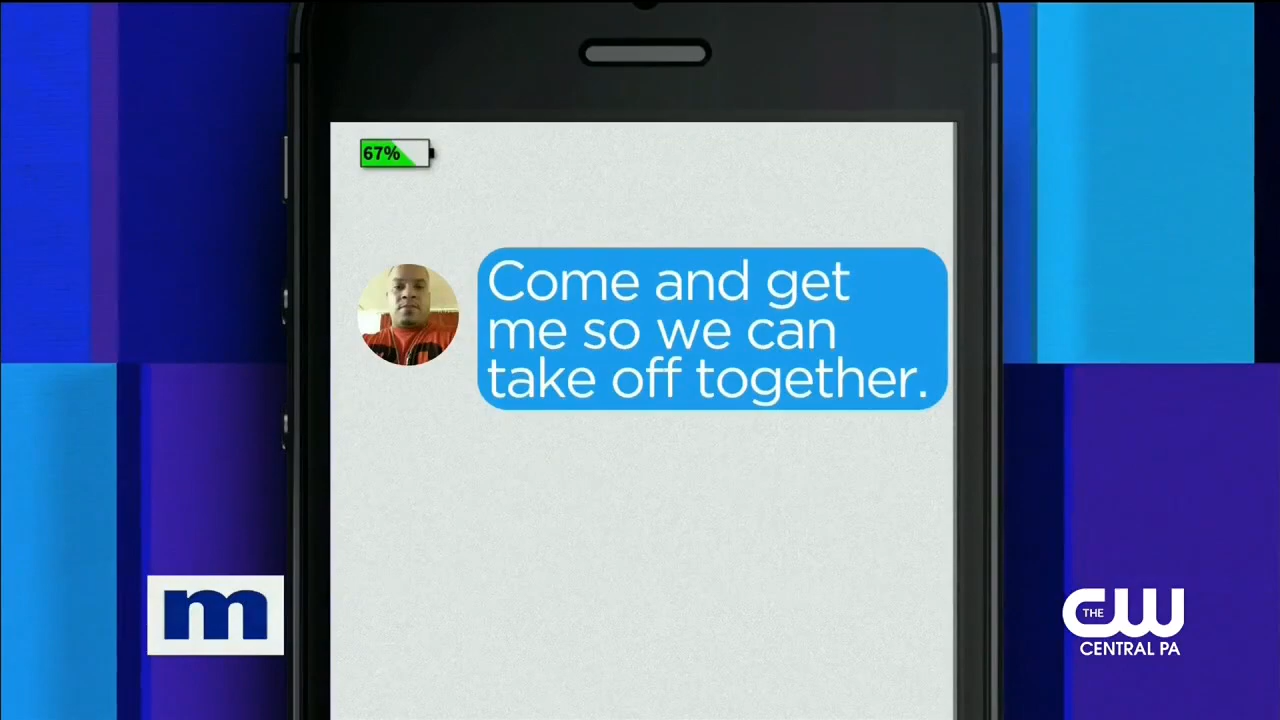 67%
Come and get
me so we can
take off together.
m
THE CW
CENTRAL PA